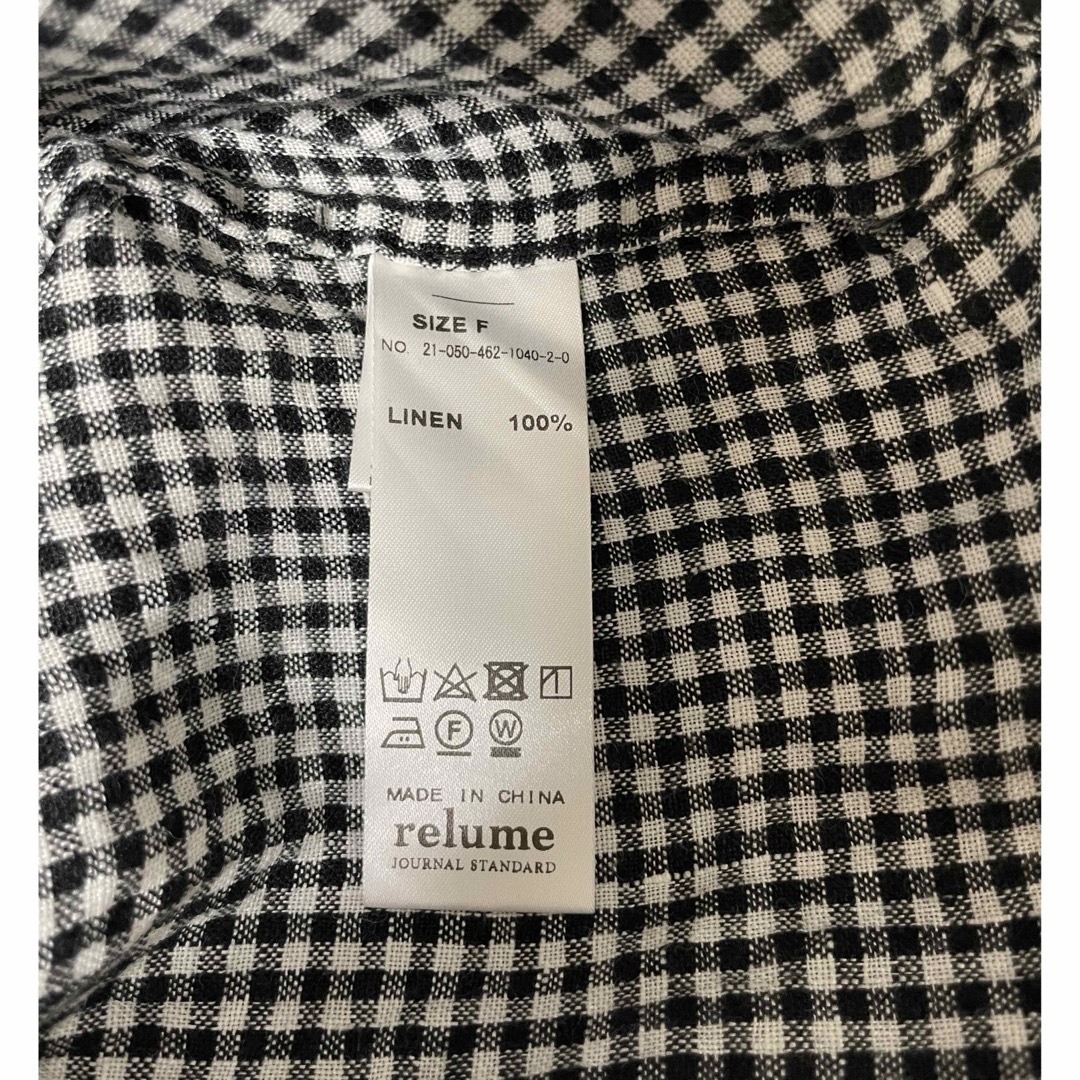 SIZE F
NO. 21-050-462-1040-2-0
LINEN 100%
F W
MADE IN CHINA
relume
JOURNAL STANDARD